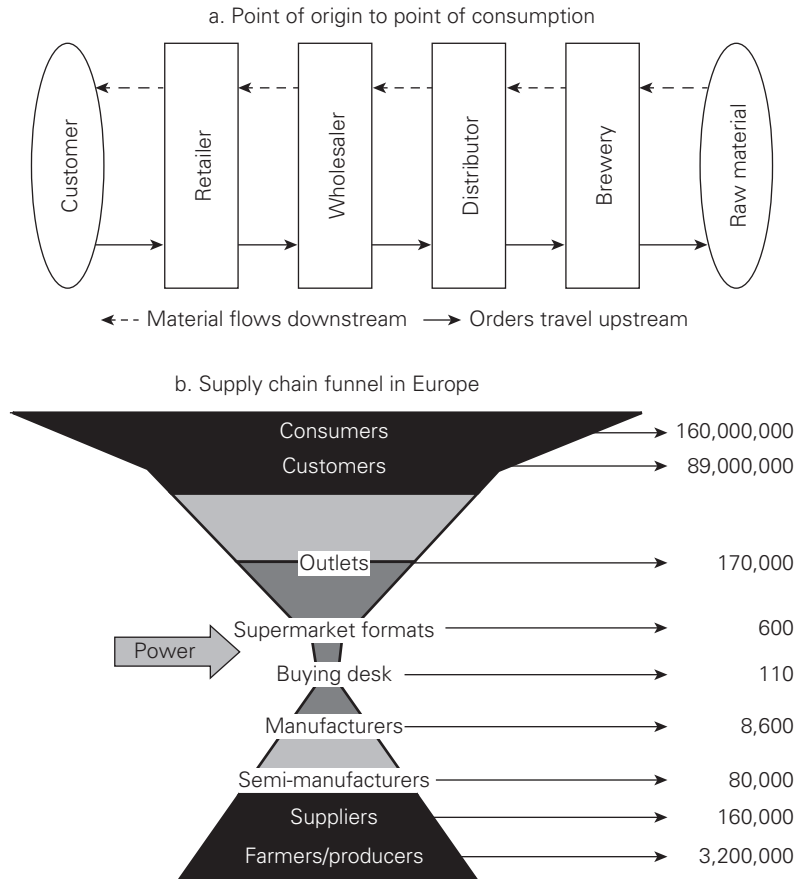 a. Point of origin to point of consumption
Customer
Retailer
Wholesaler
Distributor
Brewery
Raw material
Material flows downstream
Orders travel upstream
b. Supply chain funnel in Europe
Consumers
160,000,000
Customers
89,000,000
Outlets
170,000
Supermarket formats
600
Power
Buying desk
110
Manufacturers
8,600
Semi-manufacturers
80,000
Suppliers
160,000
Farmers/producers
3,200,000